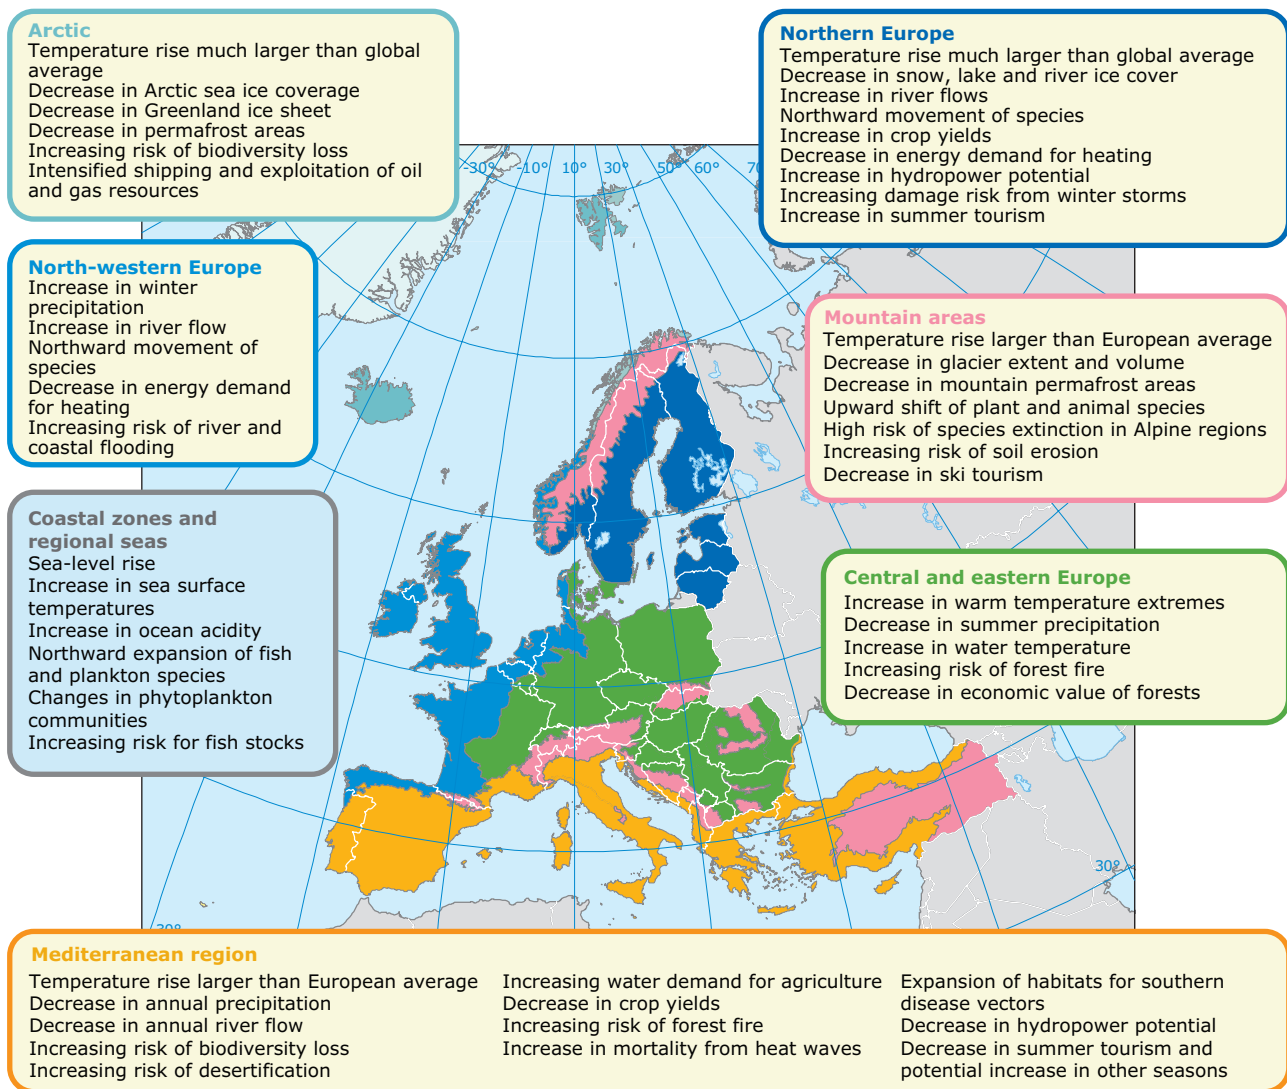 Arctic
Temperature rise much larger than global
average
Decrease in Arctic sea ice coverage
Decrease in Greenland ice sheet
Decrease in permafrost areas
Increasing risk of biodiversity loss
Intensified shipping and exploitation of oil
and gas resources
Northern Europe
Temperature rise much larger than global average
Decrease in snow, lake and river ice cover
Increase in river flows
Northward movement of species
Increase in crop yields
Decrease in energy demand for heating
Increase in hydropower potential
Increasing damage risk from winter storms
Increase in summer tourism
-30° -10° 10° 30° 50° 60° 70
North-western Europe
Increase in winter
precipitation
Increase in river flow
Northward movement of
species
Decrease in energy demand
for heating
Increasing risk of river and
coastal flooding
Mountain areas
Temperature rise larger than European average
Decrease in glacier extent and volume
Decrease in mountain permafrost areas
Upward shift of plant and animal species
High risk of species extinction in Alpine regions
Increasing risk of soil erosion
Decrease in ski tourism
Coastal zones and
regional seas
Sea-level rise
Increase in sea surface
temperatures
Increase in ocean acidity
Northward expansion of fish
and plankton species
Changes in phytoplankton
communities
Increasing risk for fish stocks
Central and eastern Europe
Increase in warm temperature extremes
Decrease in summer precipitation
Increase in water temperature
Increasing risk of forest fire
Decrease in economic value of forests
30°
Mediterranean region
Temperature rise larger than European average
Decrease in annual precipitation
Decrease in annual river flow
Increasing risk of biodiversity loss
Increasing risk of desertification
Increasing water demand for agriculture
Decrease in crop yields
Increasing risk of forest fire
Increase in mortality from heat waves
Expansion of habitats for southern
disease vectors
Decrease in hydropower potential
Decrease in summer tourism and
potential increase in other seasons